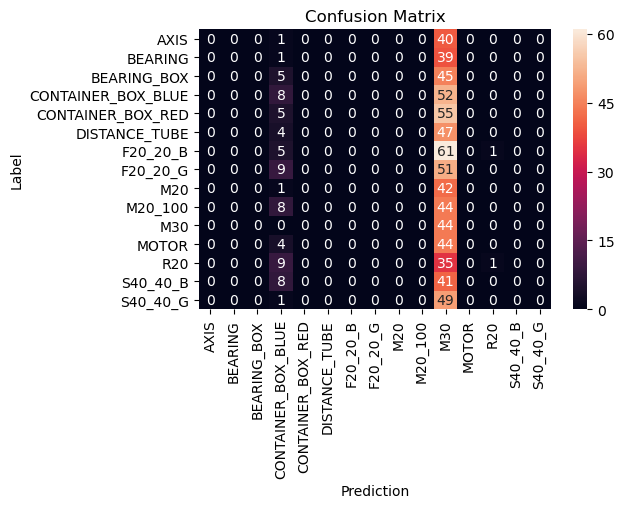 Confusion Matrix
Label
AXIS 0 0 0 1 0 0 0 0 0 0 40 0 0 0 0
BEARING 0 0 0 1 0 0 0 0 0 0 39 0 0 0 0
BEARING_BOX 0 0 0 5 0 0 0 0 0 0 45 0 0 0 0
CONTAINER_BOX_BLUE 0 0 0 8 0 0 0 0 0 0 52 0 0 0 0
CONTAINER_BOX_RED 0 0 0 5 0 0 0 0 0 0 55 0 0 0 0
DISTANCE_TUBE 0 0 0 4 0 0 0 0 0 0 47 0 0 0 0
F20_20_B 0 0 0 5 0 0 0 0 0 0 61 0 1 0 0
F20_20_G 0 0 0 9 0 0 0 0 0 0 51 0 0 0 0
M20 0 0 0 1 0 0 0 0 0 0 42 0 0 0 0
M20_100 0 0 0 8 0 0 0 0 0 0 44 0 0 0 0
M30 0 0 0 0 0 0 0 0 0 0 44 0 0 0 0
MOTOR 0 0 0 4 0 0 0 0 0 0 44 0 0 0 0
R20 0 0 0 9 0 0 0 0 0 0 35 0 1 0 0
S40_40_B 0 0 0 8 0 0 0 0 0 0 41 0 0 0 0
S40_40_G 0 0 0 1 0 0 0 0 0 0 49 0 0 0 0
AXIS
BEARING
BEARING_BOX
CONTAINER_BOX_BLUE
CONTAINER_BOX_RED
DISTANCE_TUBE
F20_20_B
F20_20_G
M20
M20_100
M30
MOTOR
R20
S40_40_B
S40_40_G
Prediction
60
45
30
15
0